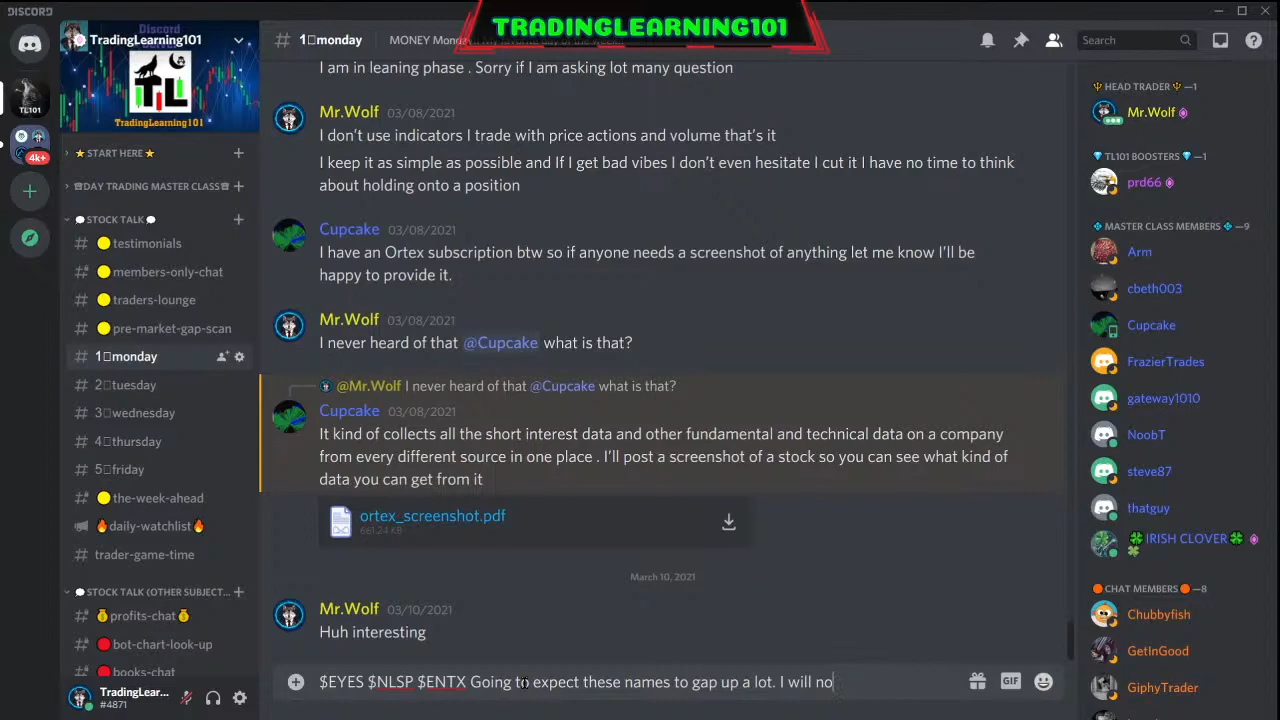 DISCORD
TRADINGLEARNING101
TradingLearning101
Discord
TL
TradingLearning101
TL101
4k+
START HERE
DAY TRADING MASTER CLASS
STOCK TALK
testimonials
members-only-chat
traders-lounge
pre-market-gap-scan
monday
tuesday
wednesday
thursday
friday
the-week-ahead
daily-watchlist
trader-game-time
STOCK TALK (OTHER SUBJECT...
profits-chat
bot-chart-look-up
books-chat
TradingLear...
#4871
monday
MONEY
Search
I am in leaning phase . Sorry if I am asking lot many question
Mr.Wolf 03/08/2021
I don't use indicators I trade with price actions and volume that's it
I keep it as simple as possible and If I get bad vibes I don't even hesitate I cut it I have no time to think
about holding onto a position
Cupcake 03/08/2021
I have an Ortex subscription btw so if anyone needs a screenshot of anything let me know I'll be
happy to provide it.
Mr.Wolf 03/08/2021
I never heard of that @Cupcake what is that?
@Mr.Wolf I never heard of that @Cupcake what is that?
Cupcake 03/08/2021
It kind of collects all the short interest data and other fundamental and technical data on a company
from every different source in one place . I'll post a screenshot of a stock so you can see what kind of
data you can get from it
ortex_screenshot.pdf
661.24 KB
March 10, 2021
Mr.Wolf 03/10/2021
Huh interesting
$EYES $NLSP $ENTX Going to expect these names to gap up a lot. I will no
GIF
HEAD TRADER —1
Mr.Wolf
TL101 BOOSTERS —1
prd66
MASTER CLASS MEMBERS —9
Arm
cbeth003
Cupcake
FrazierTrades
gateway1010
NoobT
steve87
thatguy
IRISH CLOVER
CHAT MEMBERS —8
Chubbyfish
GetInGood
GiphyTrader